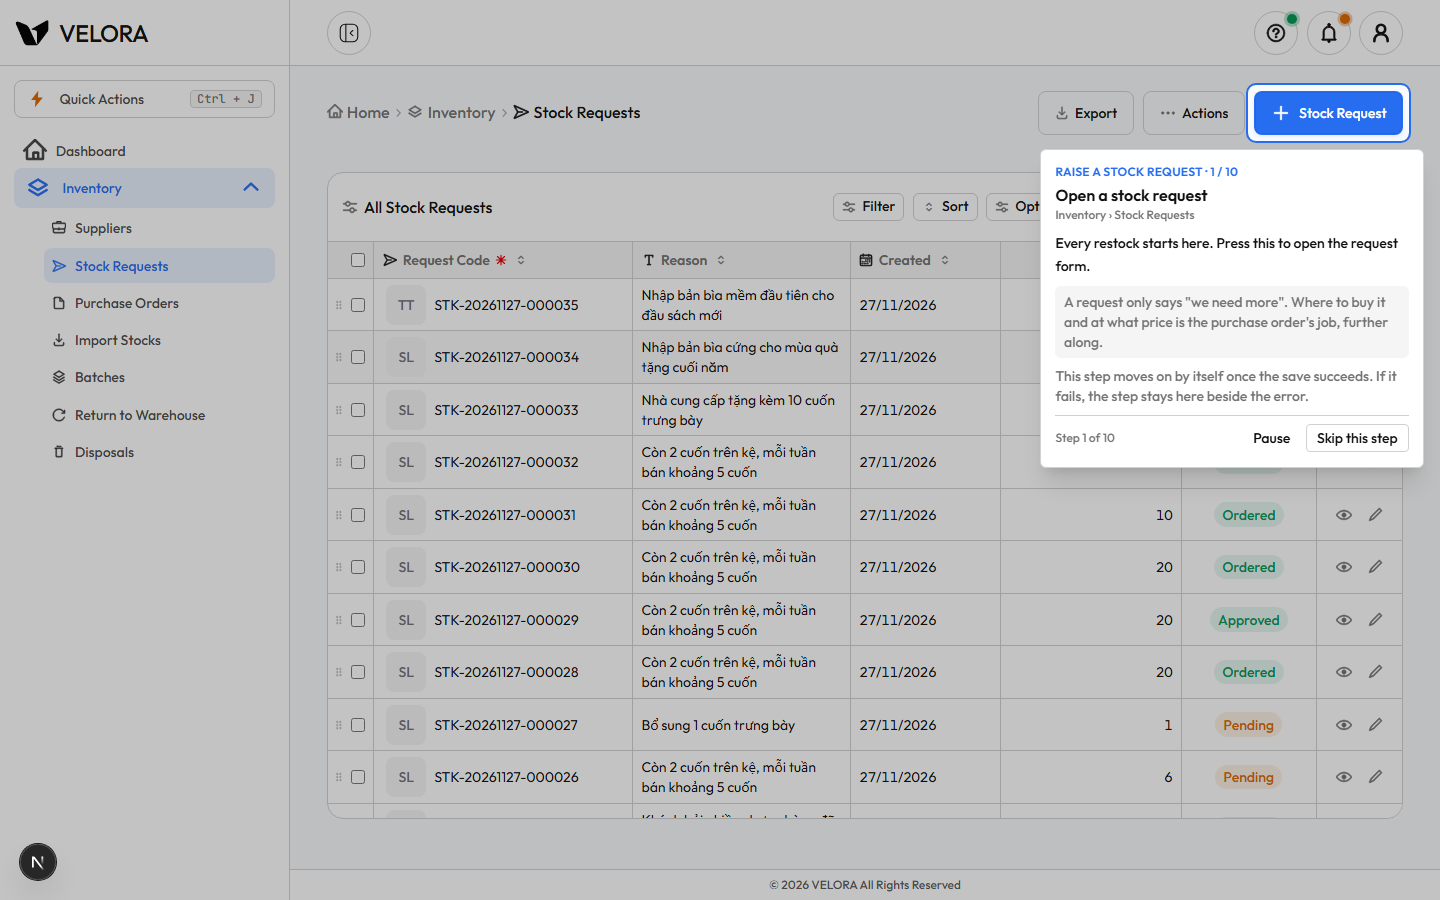 VELORA
Quick Actions
Ctrl + J
Dashboard
Inventory
Suppliers
Stock Requests
Purchase Orders
Import Stocks
Batches
Return to Warehouse
Disposals
Home › Inventory › Stock Requests
Export
Actions
Stock Request
All Stock Requests
Filter
Sort
RAISE A STOCK REQUEST · 1 / 10
Open a stock request
Inventory › Stock Requests
Every restock starts here. Press this to open the request
form.
A request only says "we need more". Where to buy it
and at what price is the purchase order's job, further
along.
This step moves on by itself once the save succeeds. If it
fails, the step stays here beside the error.
Step 1 of 10
Pause
Skip this step
Request Code *
Reason
Created
TT STK-20261127-000035
Nhập bản bìa mềm đầu tiên cho
đầu sách mới
27/11/2026
SL STK-20261127-000034
Nhập bản bìa cứng cho mùa quà
tặng cuối năm
27/11/2026
SL STK-20261127-000033
Nhà cung cấp tặng kèm 10 cuốn
trưng bày
27/11/2026
SL STK-20261127-000032
Còn 2 cuốn trên kệ, mỗi tuần
bán khoảng 5 cuốn
27/11/2026
SL STK-20261127-000031
Còn 2 cuốn trên kệ, mỗi tuần
bán khoảng 5 cuốn
27/11/2026
10
Ordered
SL STK-20261127-000030
Còn 2 cuốn trên kệ, mỗi tuần
bán khoảng 5 cuốn
27/11/2026
20
Ordered
SL STK-20261127-000029
Còn 2 cuốn trên kệ, mỗi tuần
bán khoảng 5 cuốn
27/11/2026
20
Approved
SL STK-20261127-000028
Còn 2 cuốn trên kệ, mỗi tuần
bán khoảng 5 cuốn
27/11/2026
20
Ordered
SL STK-20261127-000027
Bổ sung 1 cuốn trưng bày
27/11/2026
1
Pending
SL STK-20261127-000026
Còn 2 cuốn trên kệ, mỗi tuần
bán khoảng 5 cuốn
27/11/2026
6
Pending
N
© 2026 VELORA All Rights Reserved